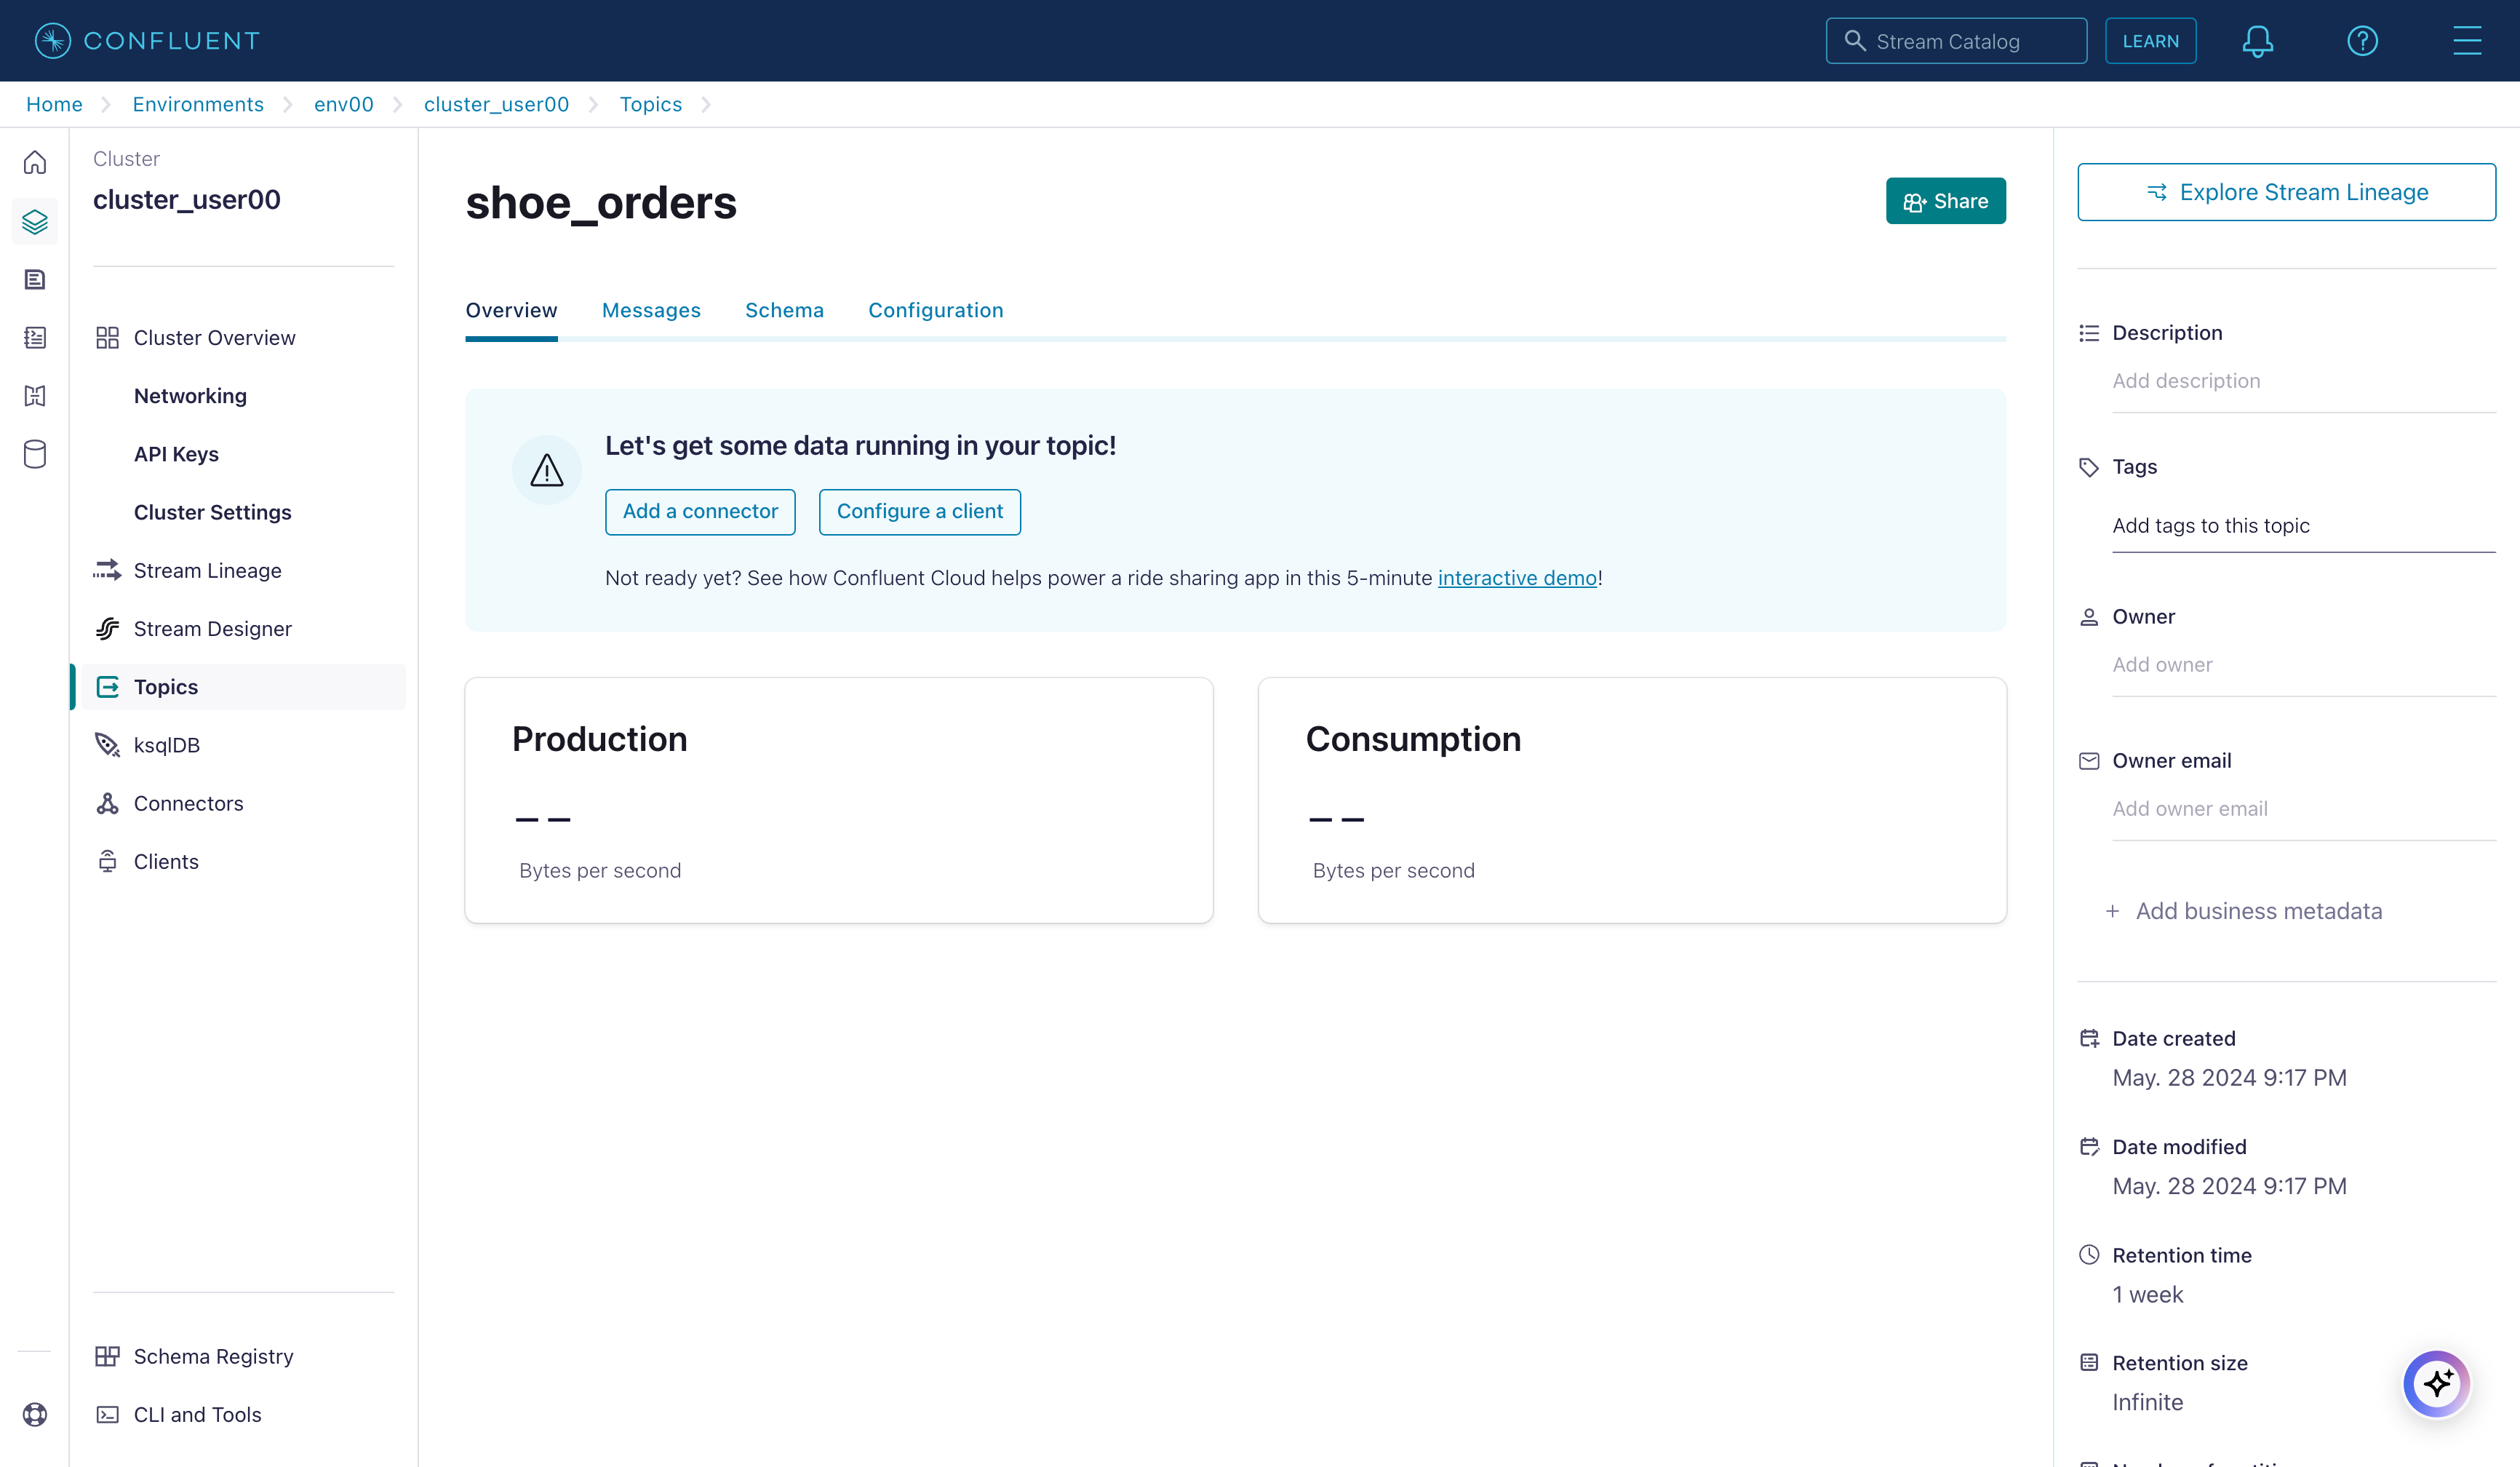 CONFLUENT
Stream Catalog
LEARN
Home
Environments
env00
cluster_user00
Topics
Cluster
cluster_user00
Cluster Overview
Networking
API Keys
Cluster Settings
Stream Lineage
Stream Designer
Topics
ksqlDB
Connectors
Clients
Schema Registry
CLI and Tools
shoe_orders
Share
Overview Messages Schema Configuration
Let's get some data running in your topic!
Add a connector
Configure a client
Not ready yet? See how Confluent Cloud helps power a ride sharing app in this 5-minute interactive demo!
Production
--
Bytes per second
Consumption
--
Bytes per second
Explore Stream Lineage
Description
Add description
Tags
Add tags to this topic
Owner
Add owner
Owner email
Add owner email
+ Add business metadata
Date created
May. 28 2024 9:17 PM
Date modified
May. 28 2024 9:17 PM
Retention time
1 week
Retention size
Infinite